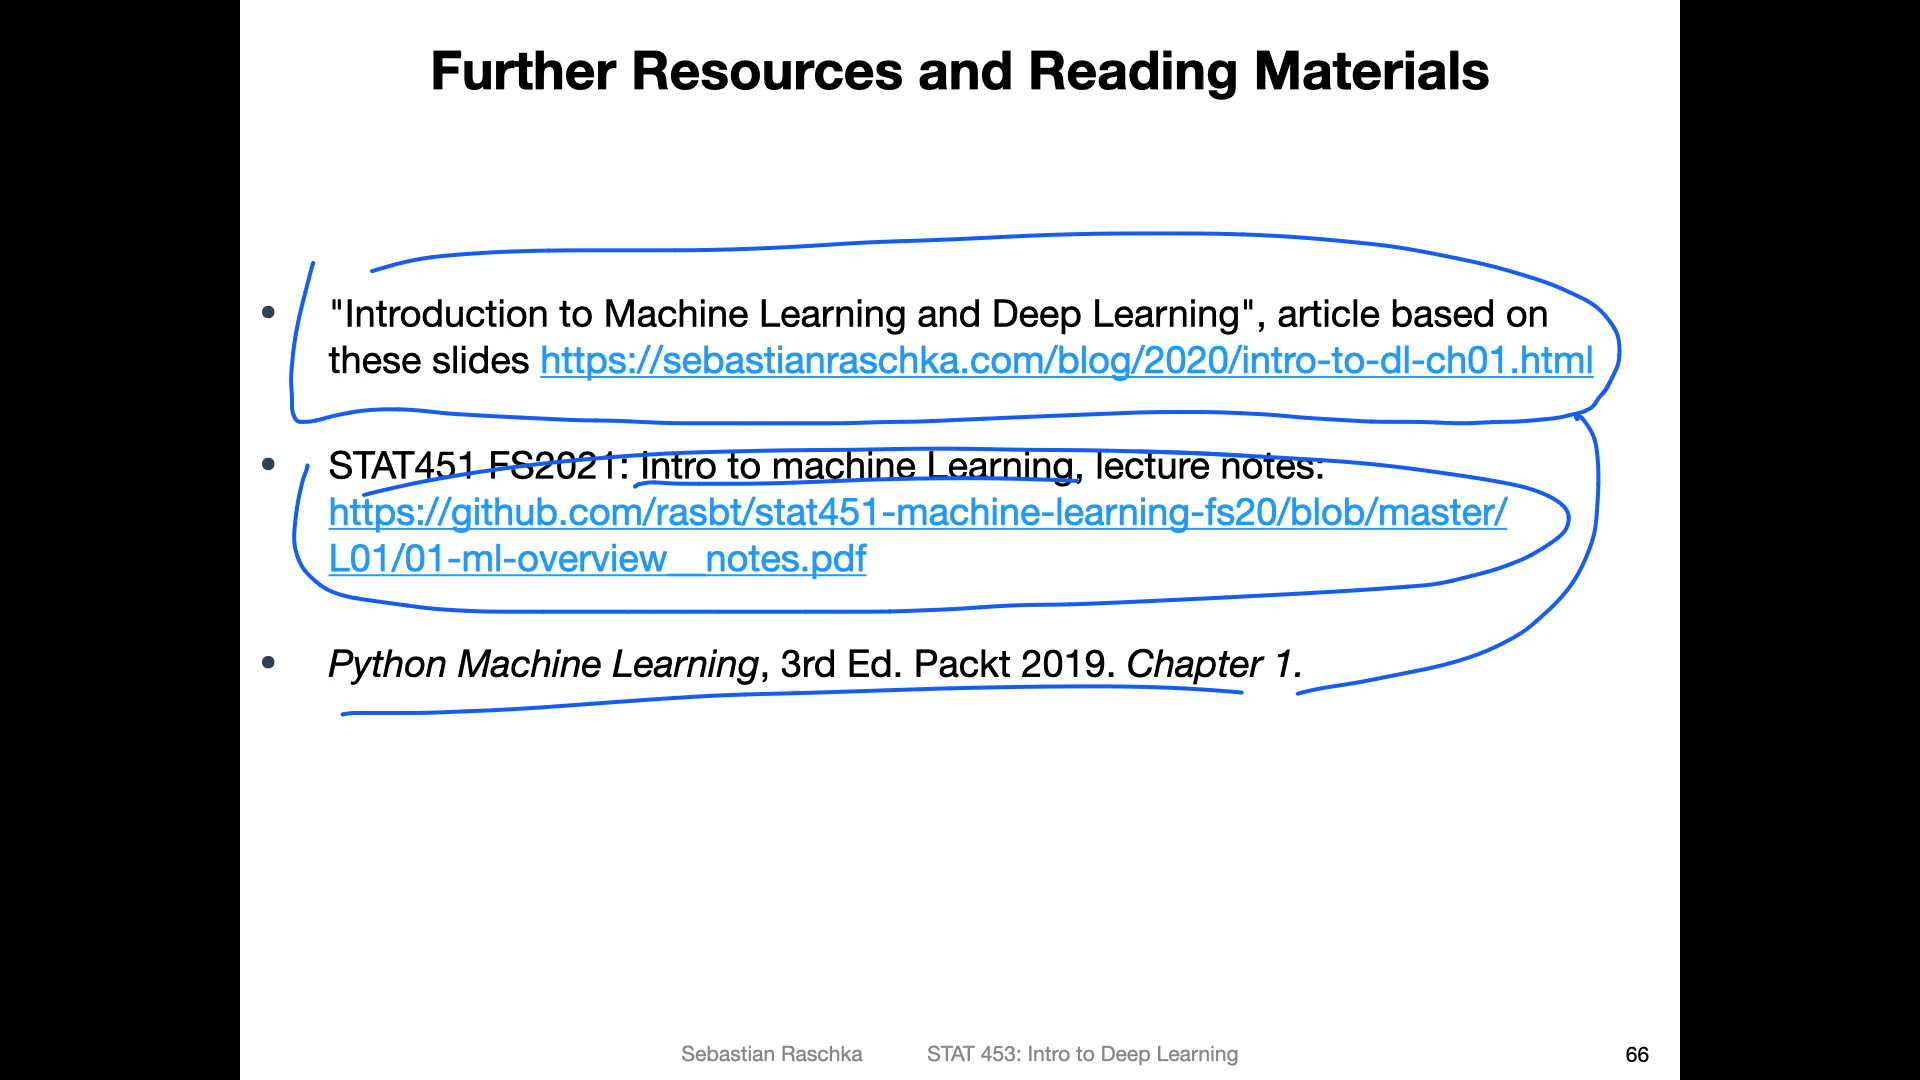 Further Resources and Reading Materials
• "Introduction to Machine Learning and Deep Learning", article based on
these slides https://sebastianraschka.com/blog/2020/intro-to-dl-ch01.html
• STAT451 FS2021: Intro to machine Learning, lecture notes:
https://github.com/rasbt/stat451-machine-learning-fs20/blob/master/
L01/01-ml-overview__notes.pdf
• Python Machine Learning, 3rd Ed. Packt 2019. Chapter 1.
Sebastian Raschka STAT 453: Intro to Deep Learning 66